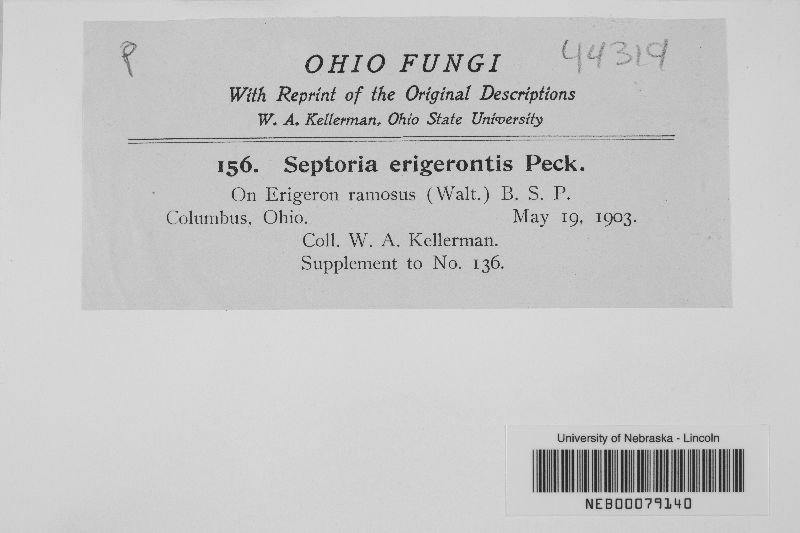 P
44319
OHIO FUNGI
With Reprint of the Original Descriptions
W. A. Kellerman, Ohio State University
156. Septoria erigerontis Peck.
On Erigeron ramosus (Walt.) B. S. P.
Columbus, Ohio. May 19, 1903.
Coll. W. A. Kellerman.
Supplement to No. 136.
University of Nebraska - Lincoln
NEB00079140